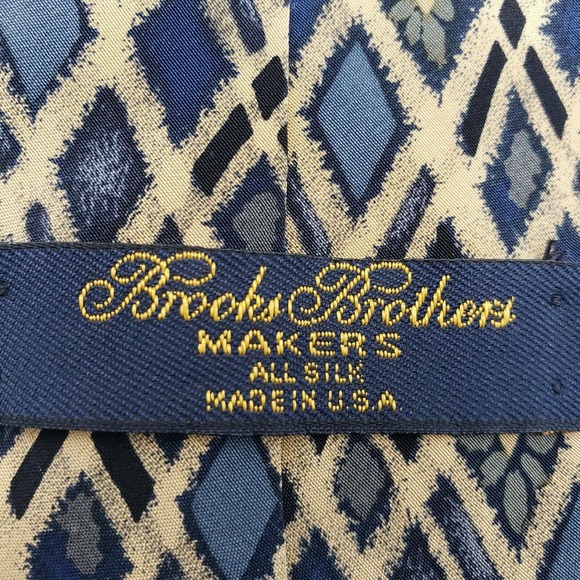 Brooks Brothers
MAKERS
ALL SILK
MADE IN U.S.A